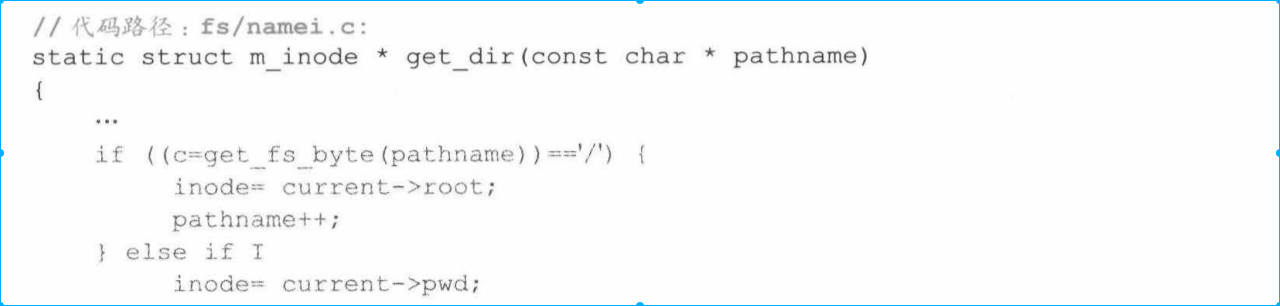 // 代码路径：fs/namei.c:
static struct m_inode * get_dir(const char * pathname)
{
…
if ((c=get_fs_byte(pathname))=='/') {
inode= current->root;
pathname++;
} else if I
inode= current->pwd;